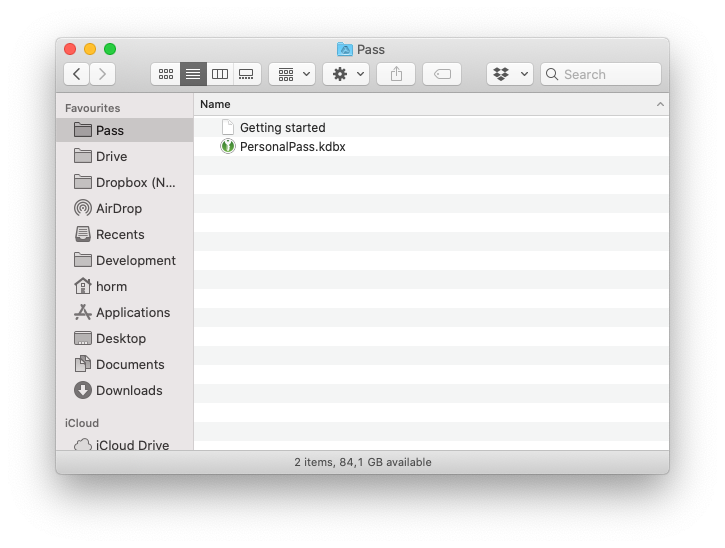 Pass
Search
Favourites
Pass
Drive
Dropbox (N...
AirDrop
Recents
Development
horm
Applications
Desktop
Documents
Downloads
iCloud
iCloud Drive
Name
Getting started
PersonalPass.kdbx
2 items, 84,1 GB available